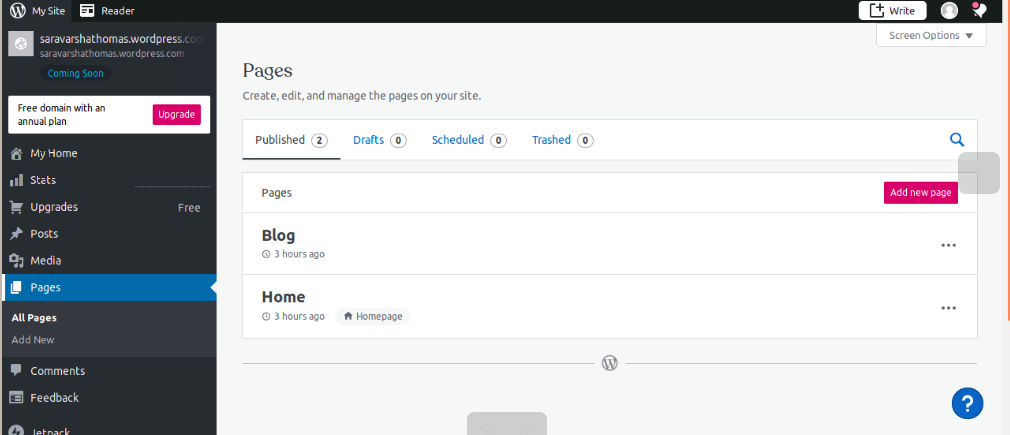 My Site
Reader
Write
saravarshathomas.wordpress.com
saravarshathomas.wordpress.com
Coming Soon
Free domain with an
annual plan
Upgrade
My Home
Stats
Upgrades
Free
Posts
Media
Pages
All Pages
Add New
Comments
Feedback
Jetpack
Screen Options
Pages
Create, edit, and manage the pages on your site.
Published 2
Drafts 0
Scheduled 0
Trashed 0
Pages
Add new page
Blog
3 hours ago
Home
3 hours ago
Homepage
?